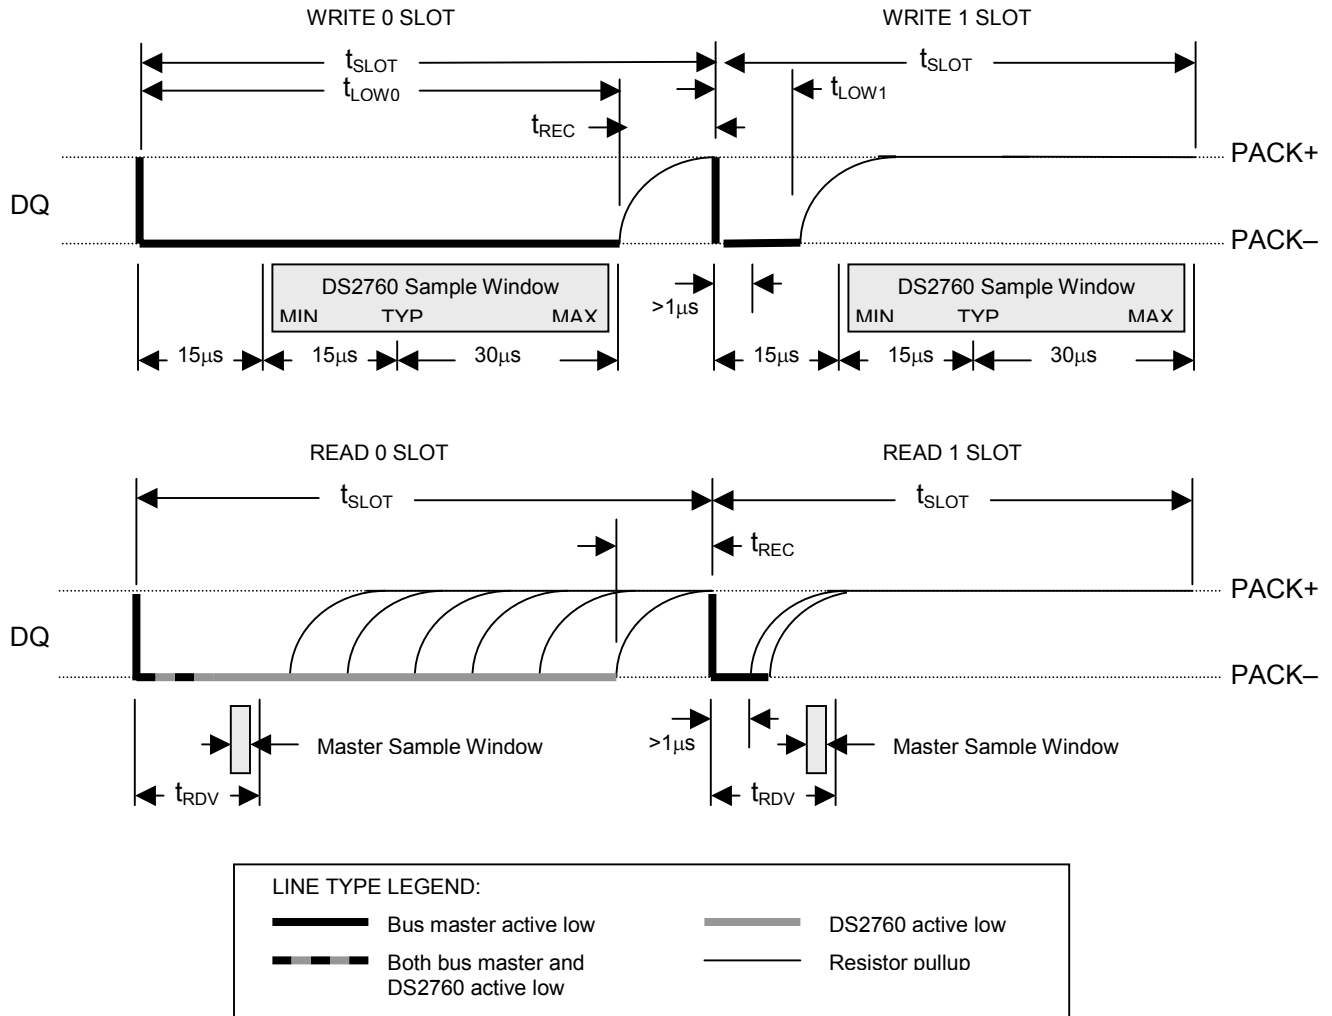 WRITE 0 SLOT
WRITE 1 SLOT
tSLOT
tSLOT
tLOW0
tLOW1
tREC
PACK+
DQ
PACK–
DS2760 Sample Window
MIN TYP MAX
>1µs
DS2760 Sample Window
MIN TYP MAX
15µs 15µs 30µs
15µs 15µs 30µs
READ 0 SLOT
READ 1 SLOT
tSLOT
tSLOT
tREC
PACK+
DQ
PACK–
Master Sample Window
>1µs
Master Sample Window
tRDV
tRDV
LINE TYPE LEGEND:
Bus master active low
DS2760 active low
Both bus master and
DS2760 active low
Resistor pullup